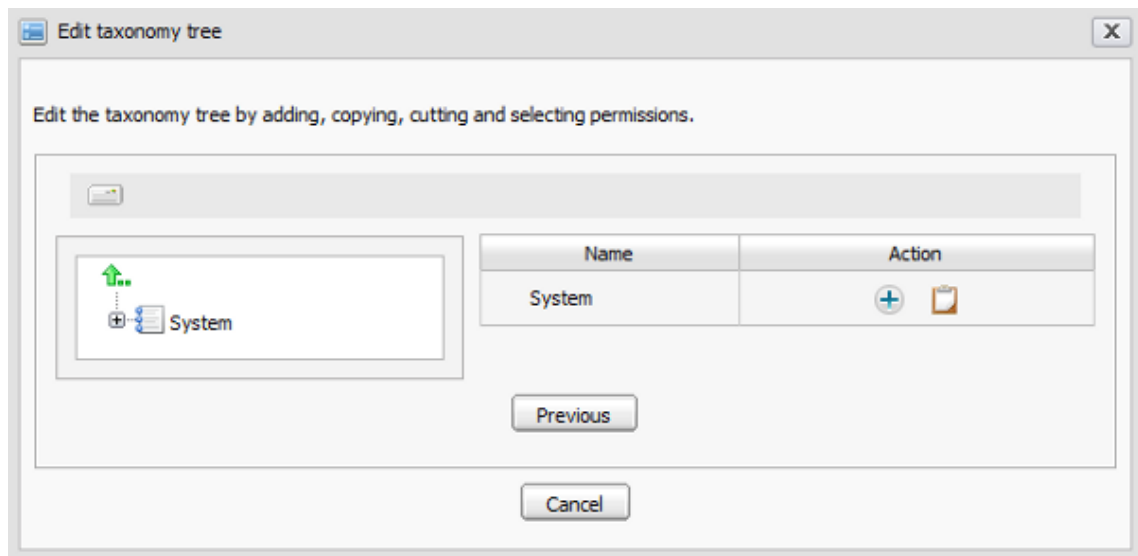 Edit taxonomy tree
Edit the taxonomy tree by adding, copying, cutting and selecting permissions.
Name Action
System
System
Previous
Cancel